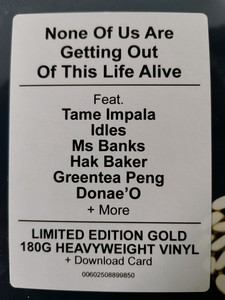 None Of Us Are
Getting Out
Of This Life Alive
Feat.
Tame Impala
Idles
Ms Banks
Hak Baker
Greentea Peng
Donae'O
+ More
LIMITED EDITION GOLD
180G HEAVYWEIGHT VINYL
+ Download Card
00602508899850